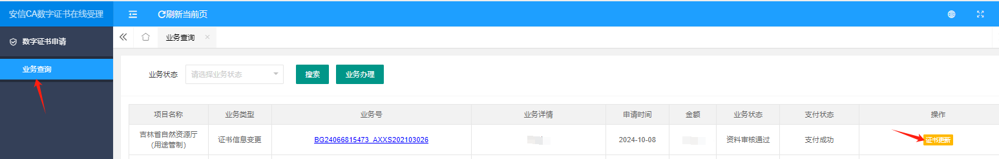 安信CA数字证书在线受理
刷新当前页
数字证书申请
业务查询
业务查询
业务状态 请选择业务状态 搜索 业务办理
项目名称 业务类型 业务号 业务详情 申请时间 金额 业务状态 支付状态 操作
吉林省自然资源厅
(用途管制) 证书信息变更 BG24066815473_AXXS202103026 2024-10-08 资料审核通过 支付成功 证书更新